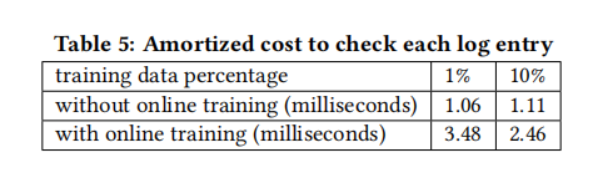 Table 5: Amortized cost to check each log entry
training data percentage 1% 10%
without online training (milliseconds) 1.06 1.11
with online training (milliseconds) 3.48 2.46